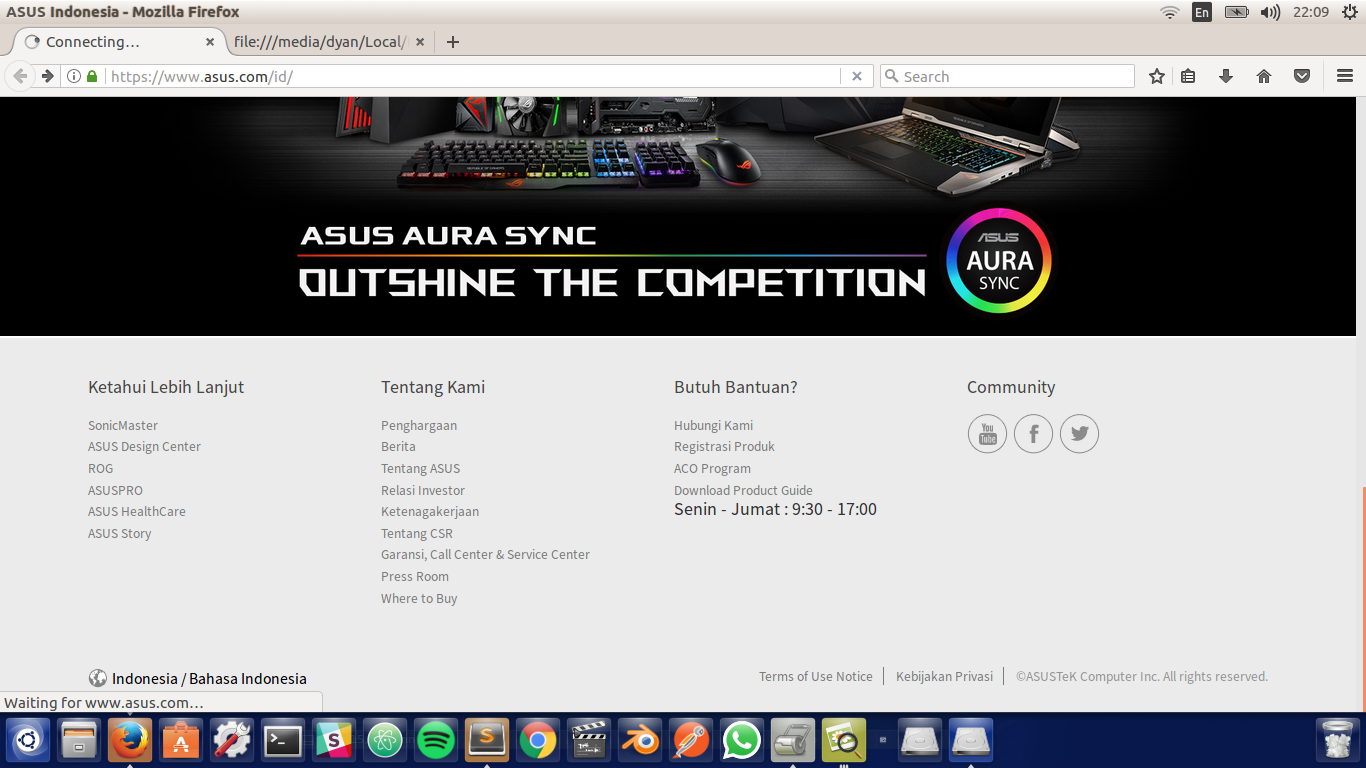 ASUS Indonesia - Mozilla Firefox
En
22:09
Connecting…
file:///media/dyan/Local/
https://www.asus.com/id/
Search
ASUS AURA SYNC
OUTSHINE THE COMPETITION
ASUS
AURA
SYNC
Ketahui Lebih Lanjut
SonicMaster
ASUS Design Center
ROG
ASUSPRO
ASUS HealthCare
ASUS Story
Tentang Kami
Penghargaan
Berita
Tentang ASUS
Relasi Investor
Ketenagakerjaan
Tentang CSR
Garansi, Call Center & Service Center
Press Room
Where to Buy
Butuh Bantuan?
Hubungi Kami
Registrasi Produk
ACO Program
Download Product Guide
Senin - Jumat : 9:30 - 17:00
Community
You
Tube
Indonesia / Bahasa Indonesia
Terms of Use Notice
Kebijakan Privasi
©ASUSTeK Computer Inc. All rights reserved.
Waiting for www.asus.com…